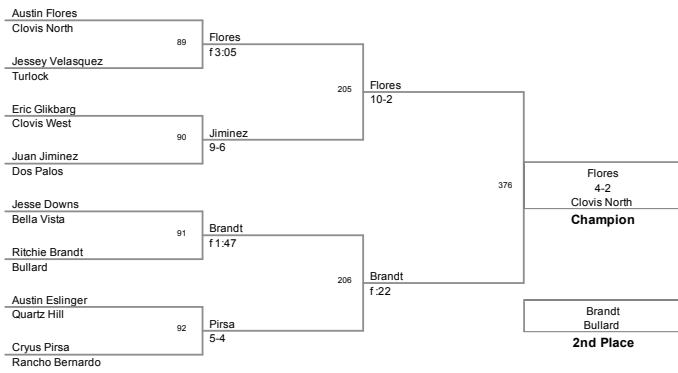 Austin Flores
Clovis North
89
Flores
f 3:05
Jessey Velasquez
Turlock
205
Flores
10-2
Eric Glikbarg
Clovis West
90
Jiminez
9-6
Juan Jiminez
Dos Palos
376
Flores
4-2
Clovis North
Champion
Jesse Downs
Bella Vista
91
Brandt
f 1:47
Ritchie Brandt
Bullard
206
Brandt
f :22
Austin Eslinger
Quartz Hill
92
Pirsa
5-4
Cryus Pirsa
Rancho Bernardo
Brandt
Bullard
2nd Place